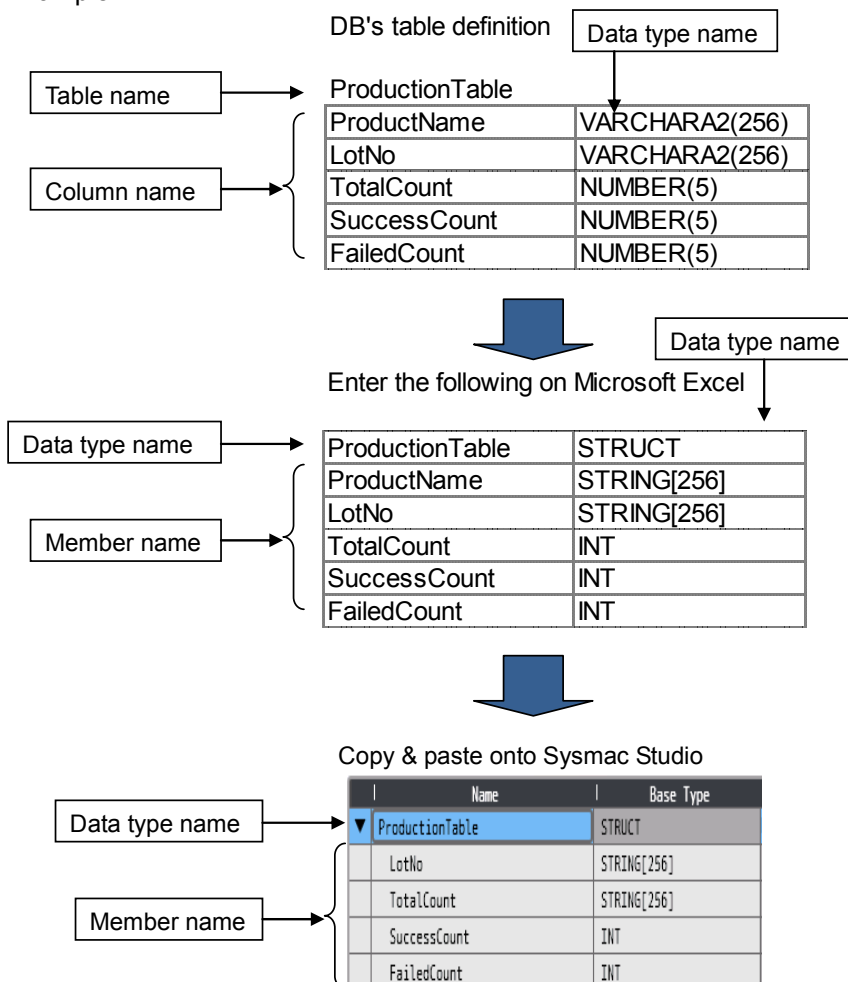 DB's table definition
Data type name
Table name
ProductionTable
Column name
ProductName VARCHARA2(256)
LotNo VARCHARA2(256)
TotalCount NUMBER(5)
SuccessCount NUMBER(5)
FailedCount NUMBER(5)
Data type name
Enter the following on Microsoft Excel
Data type name
ProductionTable STRUCT
Member name
ProductName STRING[256]
LotNo STRING[256]
TotalCount INT
SuccessCount INT
FailedCount INT
Copy & paste onto Sysmac Studio
Name Base Type
Data type name
ProductionTable STRUCT
Member name
LotNo STRING[256]
TotalCount STRING[256]
SuccessCount INT
FailedCount INT